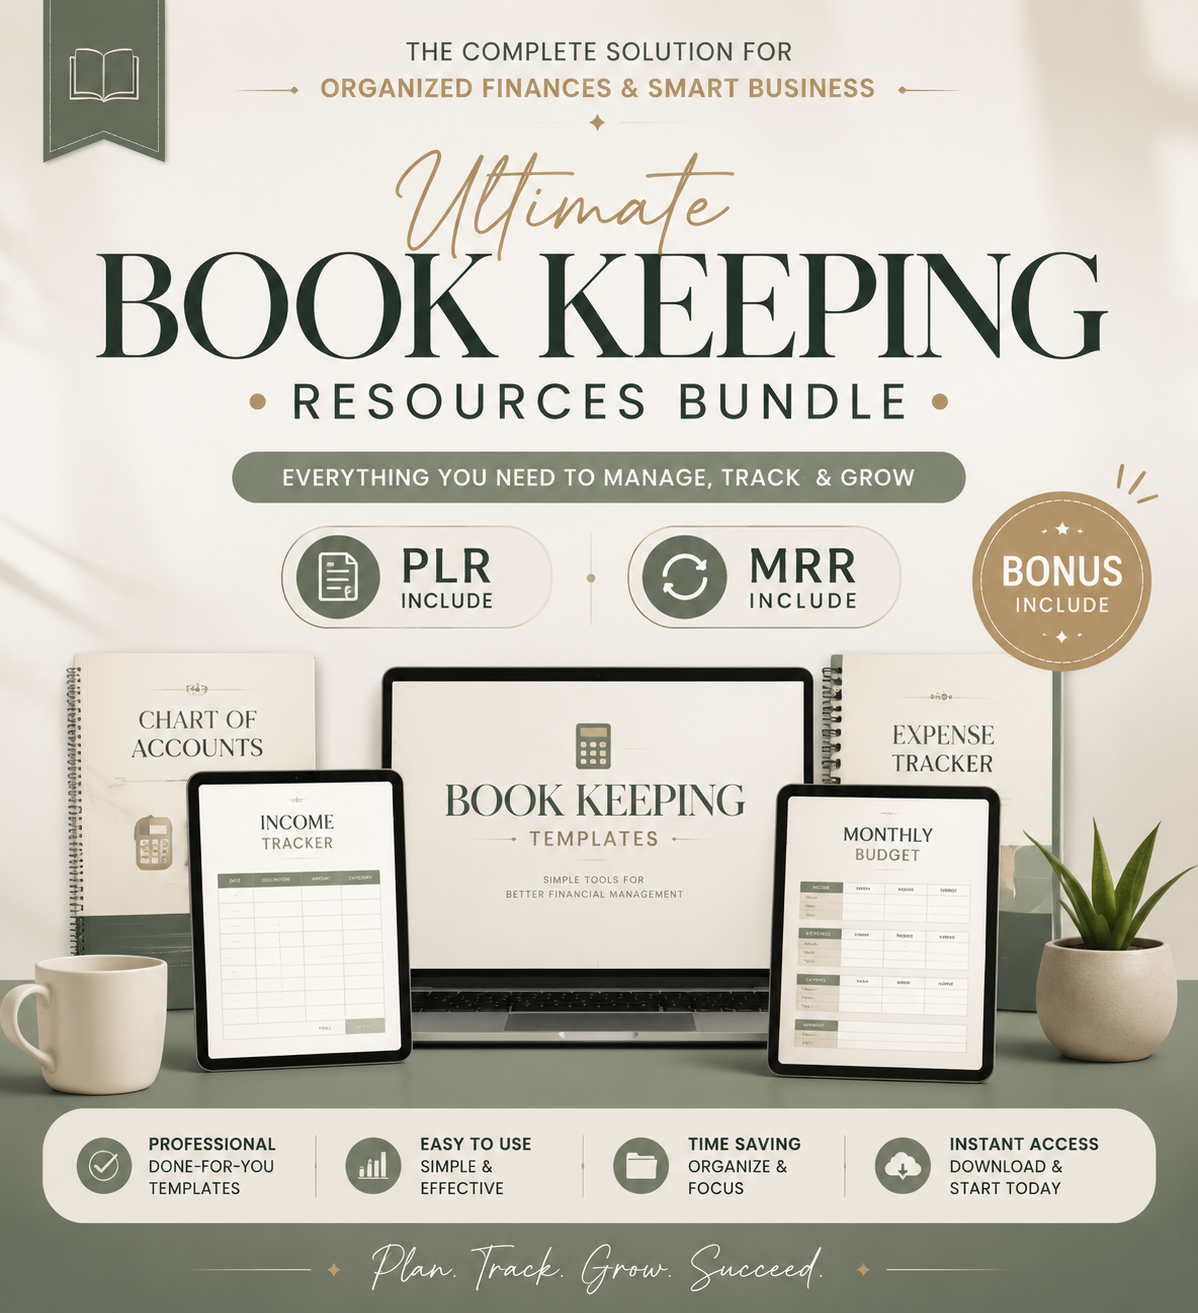 THE COMPLETE SOLUTION FOR
ORGANIZED FINANCES & SMART BUSINESS
Ultimate
BOOK KEEPING
RESOURCES BUNDLE
EVERYTHING YOU NEED TO MANAGE, TRACK & GROW
PLR
INCLUDE
MRR
INCLUDE
BONUS
INCLUDE
CHART OF
ACCOUNTS
INCOME
TRACKER
DATE
BOOK KEEPING
TEMPLATES
SIMPLE TOOLS FOR
BETTER FINANCIAL MANAGEMENT
EXPENSE
TRACKER
MONTHLY
BUDGET
PROFESSIONAL
DONE-FOR-YOU
TEMPLATES
EASY TO USE
SIMPLE &
EFFECTIVE
TIME SAVING
ORGANIZE &
FOCUS
INSTANT ACCESS
DOWNLOAD &
START TODAY
Plan. Track. Grow. Succeed.